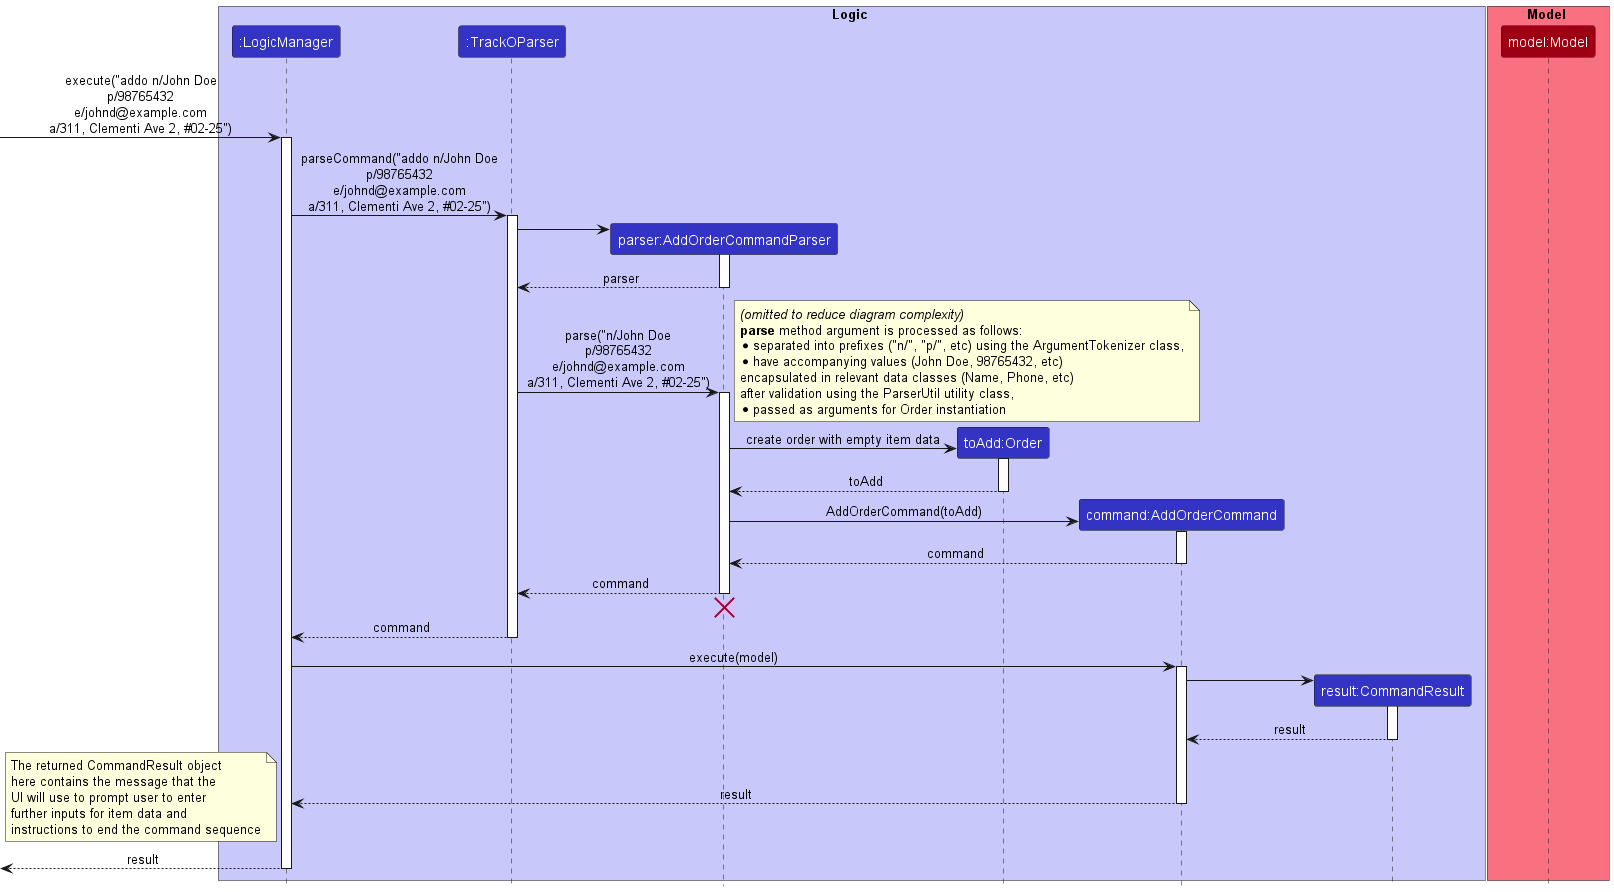 Logic
Model
:LogicManager
:TrackOParser
model:Model
execute("addo n/John Doe
p/98765432
e/johnd@example.com
a/311, Clementi Ave 2, #02-25")
parseCommand("addo n/John Doe
p/98765432
e/johnd@example.com
a/311, Clementi Ave 2, #02-25")
parser:AddOrderCommandParser
parser
(omitted to reduce diagram complexity)
parse method argument is processed as follows:
• separated into prefixes ("n/", "p/", etc) using the ArgumentTokenizer class,
• have accompanying values (John Doe, 98765432, etc)
encapsulated in relevant data classes (Name, Phone, etc)
after validation using the ParserUtil utility class,
• passed as arguments for Order instantiation
parse("n/John Doe
p/98765432
e/johnd@example.com
a/311, Clementi Ave 2, #02-25")
create order with empty item data
toAdd:Order
toAdd
AddOrderCommand(toAdd)
command:AddOrderCommand
command
command
command
execute(model)
result:CommandResult
result
The returned CommandResult object
here contains the message that the
UI will use to prompt user to enter
further inputs for item data and
instructions to end the command sequence
result
result